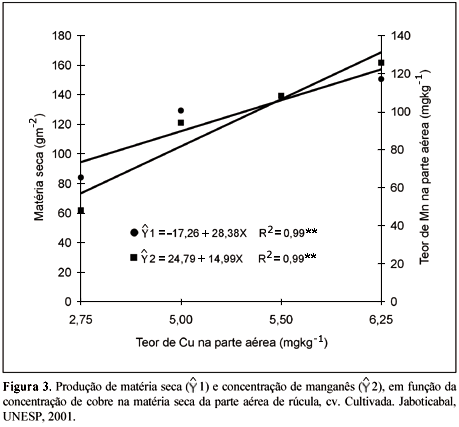 180
160
140
120
100
80
60
40
20
0
Matéria seca (gm-2)
140
120
100
80
60
40
20
0
Teor de Mn na parte aérea (mgkg-1)
Ŷ1 = –17,26 + 28,38X R2 = 0,99**
Ŷ2 = 24,79 + 14,99X R2 = 0,99**
2,75 5,00 5,50 6,25
Teor de Cu na parte aérea (mgkg-1)
Figura 3. Produção de matéria seca (Ŷ1) e concentração de manganês (Ŷ2), em função da
concentração de cobre na matéria seca da parte aérea de rúcula, cv. Cultivada. Jaboticabal,
UNESP, 2001.